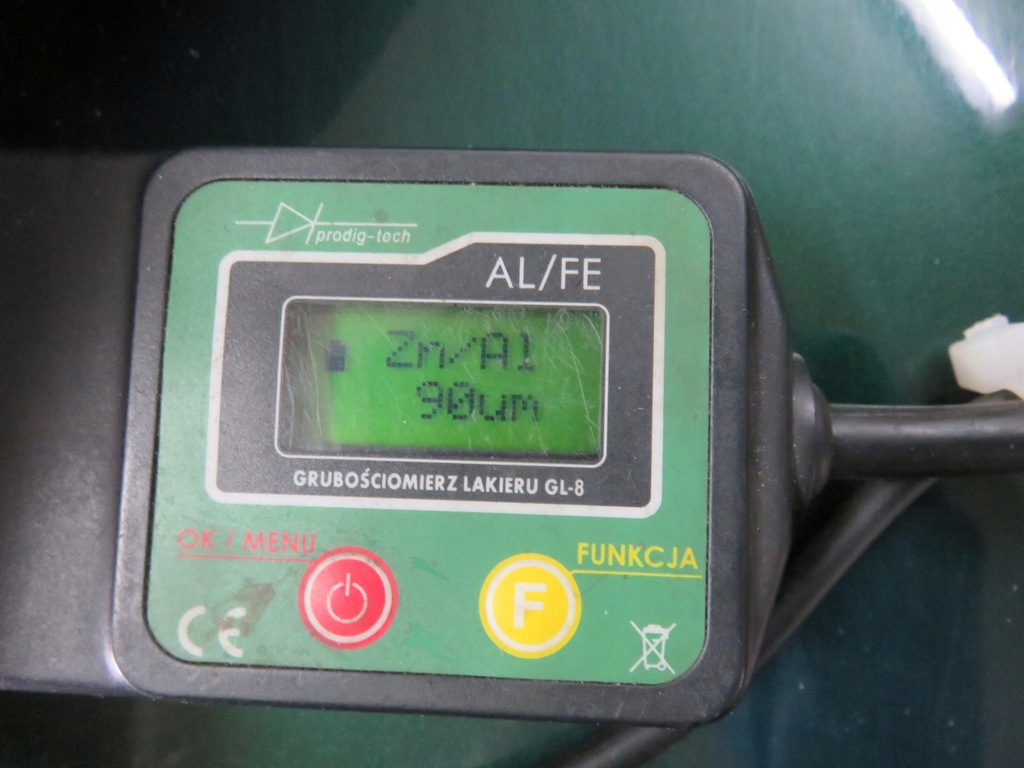 prodig-tech
AL/FE
Zn/Al
90um
GRUBOŚCIOMIERZ LAKIERU GL-8
OK / MENU
FUNKCJA
F
CE